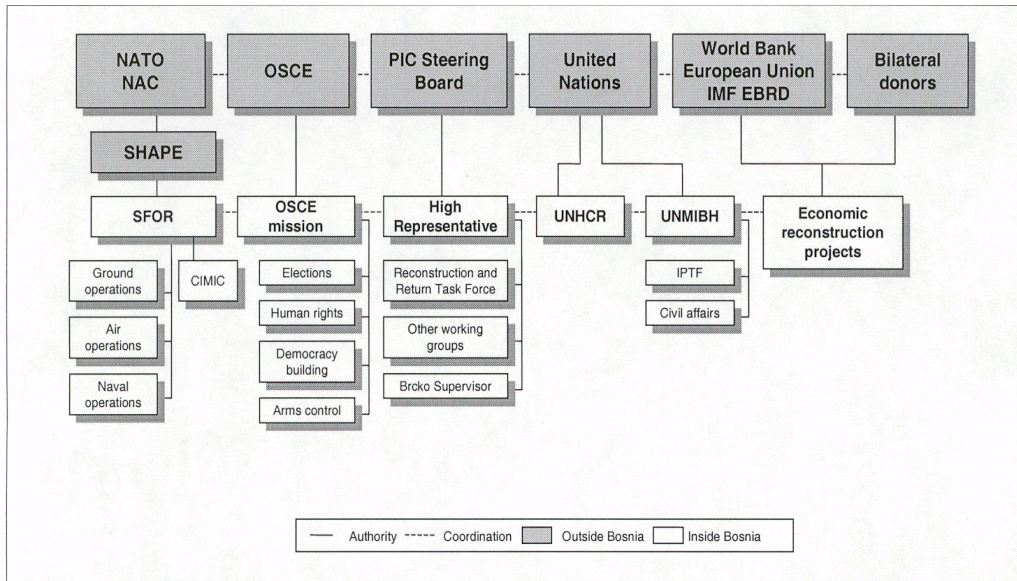 NATO
NAC
OSCE
PIC Steering
Board
United
Nations
World Bank
European Union
IMF EBRD
Bilateral
donors
SHAPE
SFOR
OSCE
mission
High
Representative
UNHCR
UNMIBH
Economic
reconstruction
projects
Ground
operations
CIMIC
Air
operations
Naval
operations
Elections
Human rights
Democracy
building
Arms control
Reconstruction and
Return Task Force
Other working
groups
Brcko Supervisor
IPTF
Civil affairs
Authority
Coordination
Outside Bosnia
Inside Bosnia